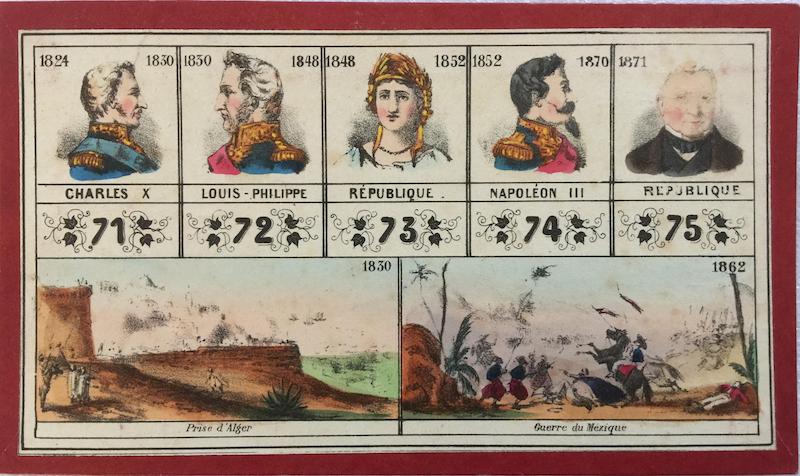 1824 1830 1830 1848 1848 1852 1852 1870 1871
CHARLES X LOUIS-PHILIPPE RÉPUBLIQUE. NAPOLÉON III REPUBLIQUE
71 72 73 74 75
1830 1862
Prise d'Alger Guerre du Méxique